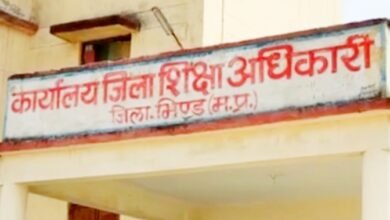 कार्यालय जिला शिक्षा अधिकारी
जिला-भिण्ड (म.प्र.)